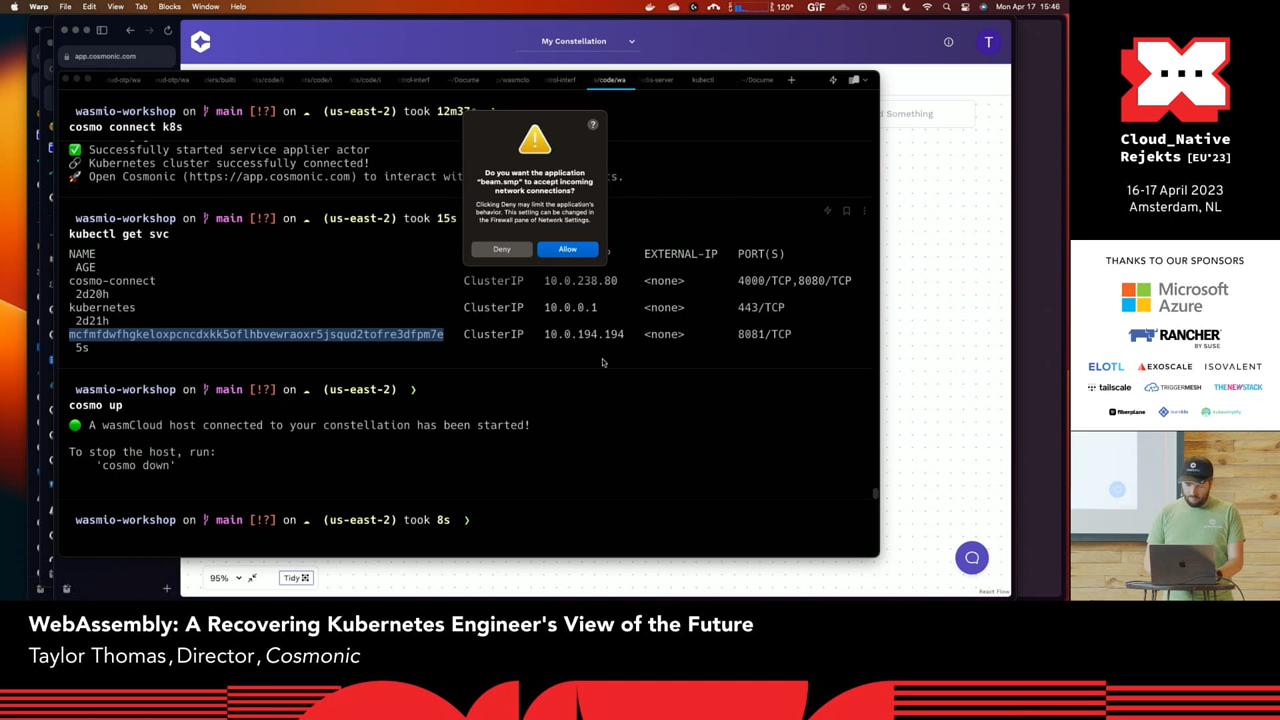 Warp File Edit View Tab Blocks Window Help
120°
GIF
Mon Apr 17 15:46
app.cosmonic.com
My Constellation
T
wasmio-workshop on main [!?] on (us-east-2) took
cosmo connect k8s
✅ Successfully started service applier actor
🔗 Kubernetes cluster successfully connected!
🚀 Open Cosmonic (https://app.cosmonic.com) to interact
wasmio-workshop on main [!?] on (us-east-2) took 15s
kubectl get svc
NAME EXTERNAL-IP PORT(S)
AGE
cosmo-connect ClusterIP 10.0.238.80 <none> 4000/TCP,8080/TCP
2d20h
kubernetes ClusterIP 10.0.0.1 <none> 443/TCP
2d21h
mcfmfdwfhgkeloxpcncdxkk5oflhbvewraoxr5jsqud2tofre3dfpm7e ClusterIP 10.0.194.194 <none> 8081/TCP
5s
wasmio-workshop on main [!?] on (us-east-2) ❯
cosmo up
A wasmCloud host connected to your constellation has been started!
To stop the host, run:
'cosmo down'
wasmio-workshop on main [!?] on (us-east-2) took 8s ❯
?
Do you want the application
“beam.smp” to accept incoming
network connections?
Clicking Deny may limit the application’s
behavior. This setting can be changed in
the Firewall pane of Network Settings.
Deny Allow
d Something
95% Tidy
React Flow
Cloud_Native
Rejekts [EU'23]
16-17 April 2023
Amsterdam, NL
THANKS TO OUR SPONSORS
Microsoft
Azure
RANCHER
BY SUSE
ELOTL EXOSCALE ISOVALENT
tailscale TRIGGERMESH THENEWSTACK
fiberplane kubesimplify
WebAssembly: A Recovering Kubernetes Engineer's View of the Future
Taylor Thomas, Director, Cosmonic